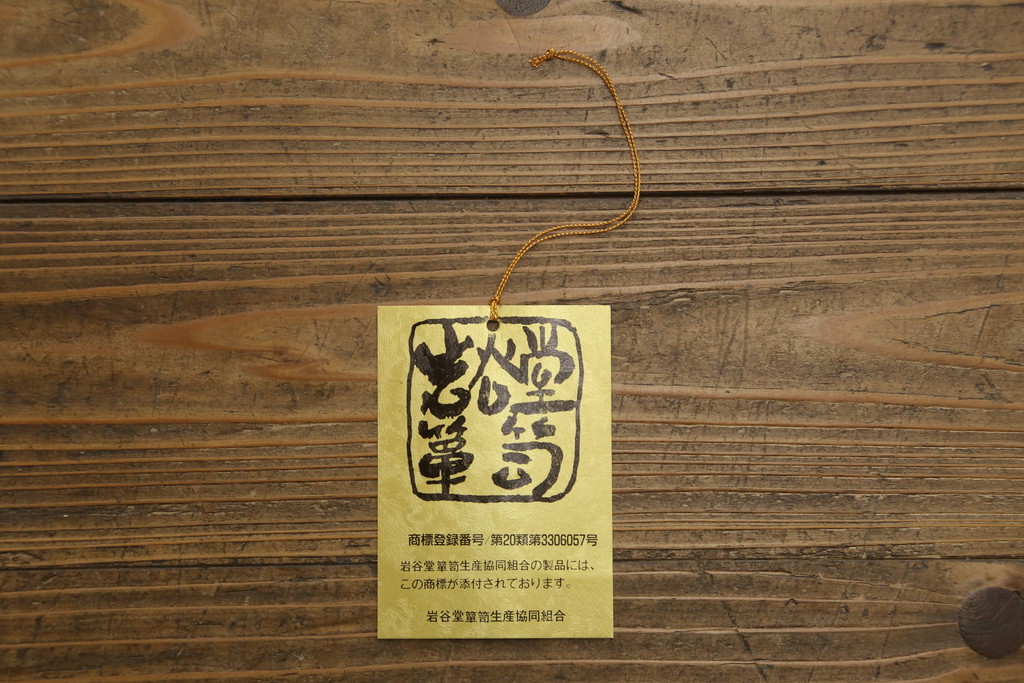 岩谷堂
簞笥
商標登録番号/第20類第3306057号
岩谷堂簞笥生産協同組合の製品には、
この商標が添付されております。
岩谷堂簞笥生産協同組合